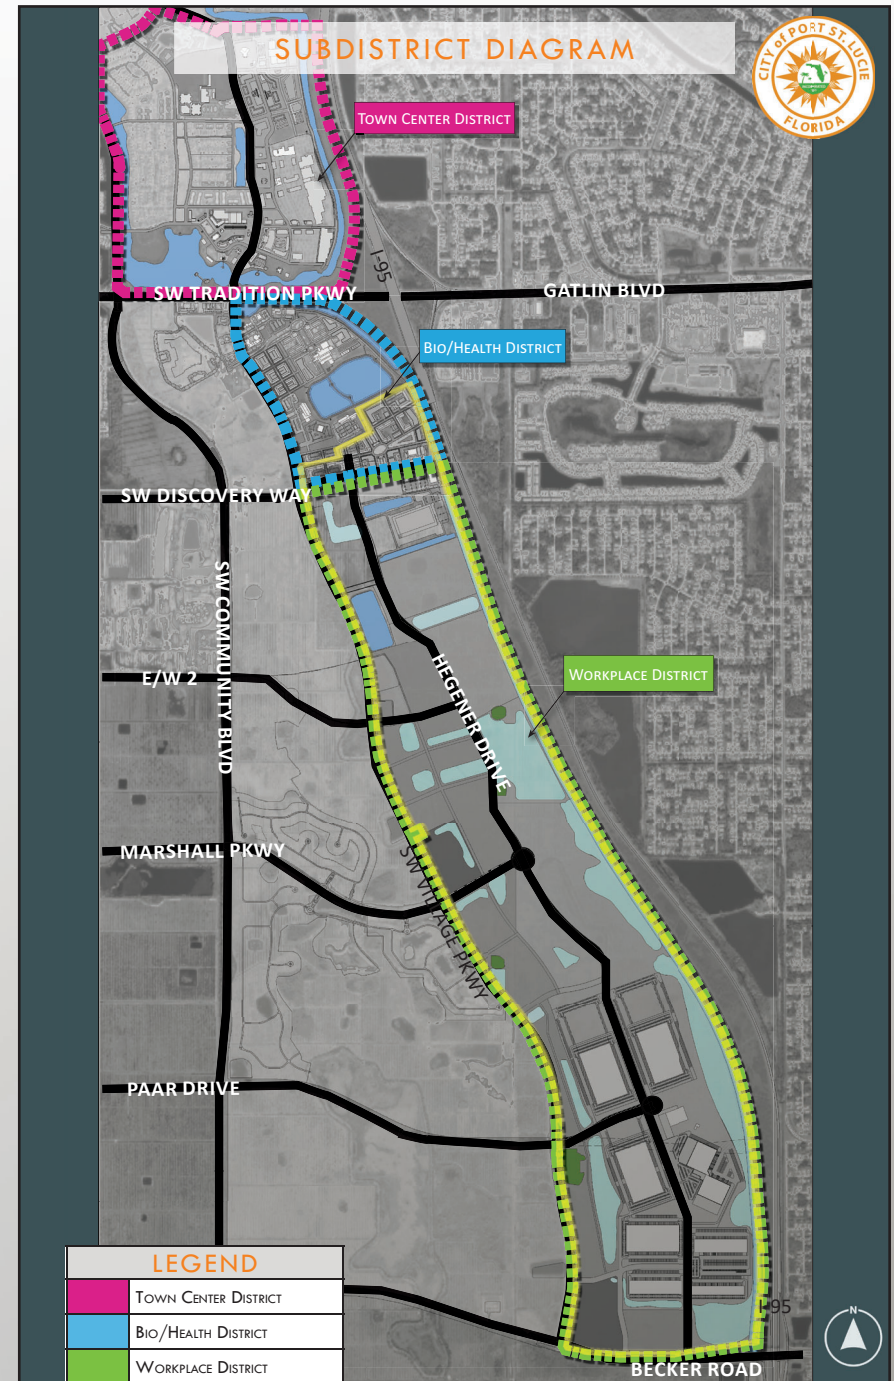 SUBDISTRICT DIAGRAM
CITY of PORT ST. LUCIE
FLORIDA
Town Center District
I-95
SW TRADITION PKWY
GATLIN BLVD
Bio/Health District
SW DISCOVERY WAY
SW COMMUNITY BLVD
E/W 2
HEGENER DRIVE
Workplace District
MARSHALL PKWY
SW VILLAGE PKWY
PAAR DRIVE
LEGEND
Town Center District
Bio/Health District
Workplace District
I-95
N
BECKER ROAD